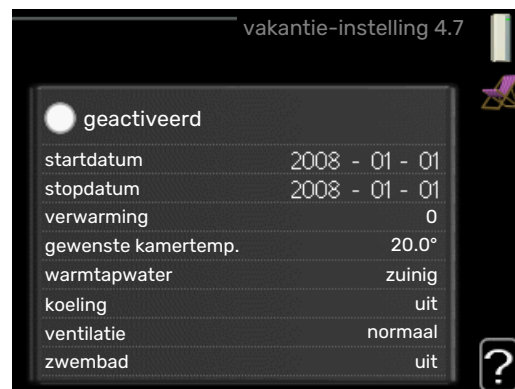 vakantie-instelling 4.7
geactiveerd
startdatum 2008 - 01 - 01
stopdatum 2008 - 01 - 01
verwarming 0
gewenste kamertemp. 20.0°
warmtapwater zuinig
koeling uit
ventilatie normaal
zwembad uit
?